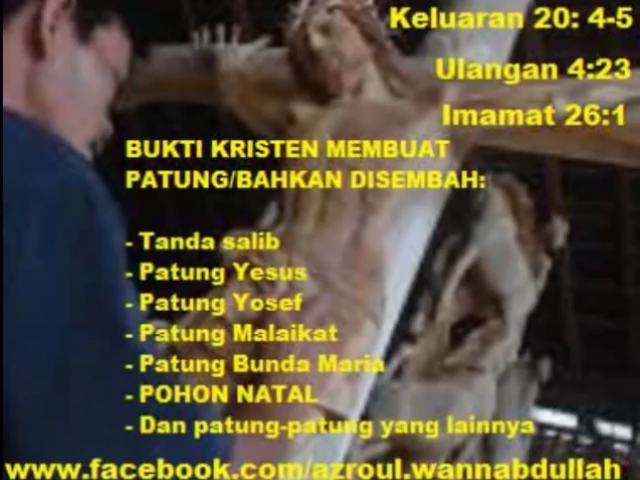 Keluaran 20: 4-5
Ulangan 4:23
Imamat 26:1
BUKTI KRISTEN MEMBUAT
PATUNG/BAHKAN DISEMBAH:
- Tanda salib
- Patung Yesus
- Patung Yosef
- Patung Malaikat
- Patung Bunda Maria
- POHON NATAL
- Dan patung-patung yang lainnya
www.facebook.com/azroul.wannabdullah